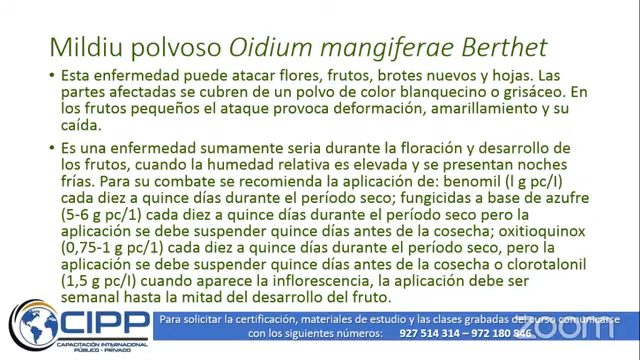 Mildiu polvoso Oidium mangiferae Berthet
• Esta enfermedad puede atacar flores, frutos, brotes nuevos y hojas. Las
partes afectadas se cubren de un polvo de color blanquecino o grisáceo. En
los frutos pequeños el ataque provoca deformación, amarillamiento y su
caída.
• Es una enfermedad sumamente seria durante la floración y desarrollo de
los frutos, cuando la humedad relativa es elevada y se presentan noches
frías. Para su combate se recomienda la aplicación de: benomil (l g pc/l)
cada diez a quince días durante el período seco; fungicidas a base de azufre
(5-6 g pc/1) cada diez a quince días durante el período seco pero la
aplicación se debe suspender quince días antes de la cosecha; oxitioquinox
(0,75-1 g pc/1) cada diez a quince días durante el período seco, pero la
aplicación se debe suspender quince días antes de la cosecha o clorotalonil
(1,5 g pc/l) cuando aparece la inflorescencia, la aplicación debe ser
semanal hasta la mitad del desarrollo del fruto.
CIPP
CAPACITACIÓN INTERNACIONAL
PÚBLICO - PRIVADO
Para solicitar la certificación, materiales de estudio y las clases grabadas del curso comunicarse
con los siguientes números: 927 514 314 – 972 180 846
zoom